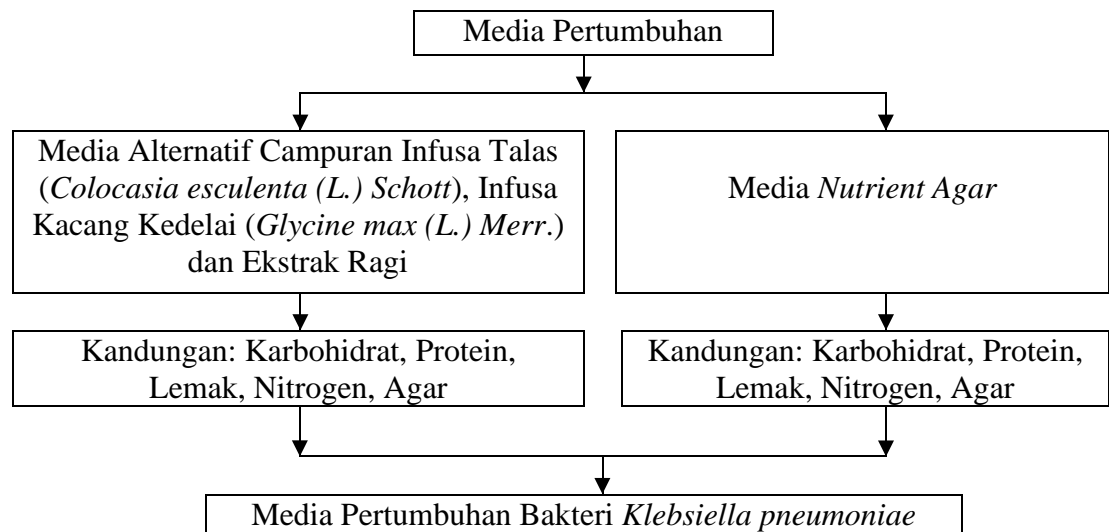 Media Pertumbuhan
Media Alternatif Campuran Infusa Talas
(Colocasia esculenta (L.) Schott), Infusa
Kacang Kedelai (Glycine max (L.) Merr.)
dan Ekstrak Ragi
Media Nutrient Agar
Kandungan: Karbohidrat, Protein,
Lemak, Nitrogen, Agar
Kandungan: Karbohidrat, Protein,
Lemak, Nitrogen, Agar
Media Pertumbuhan Bakteri Klebsiella pneumoniae